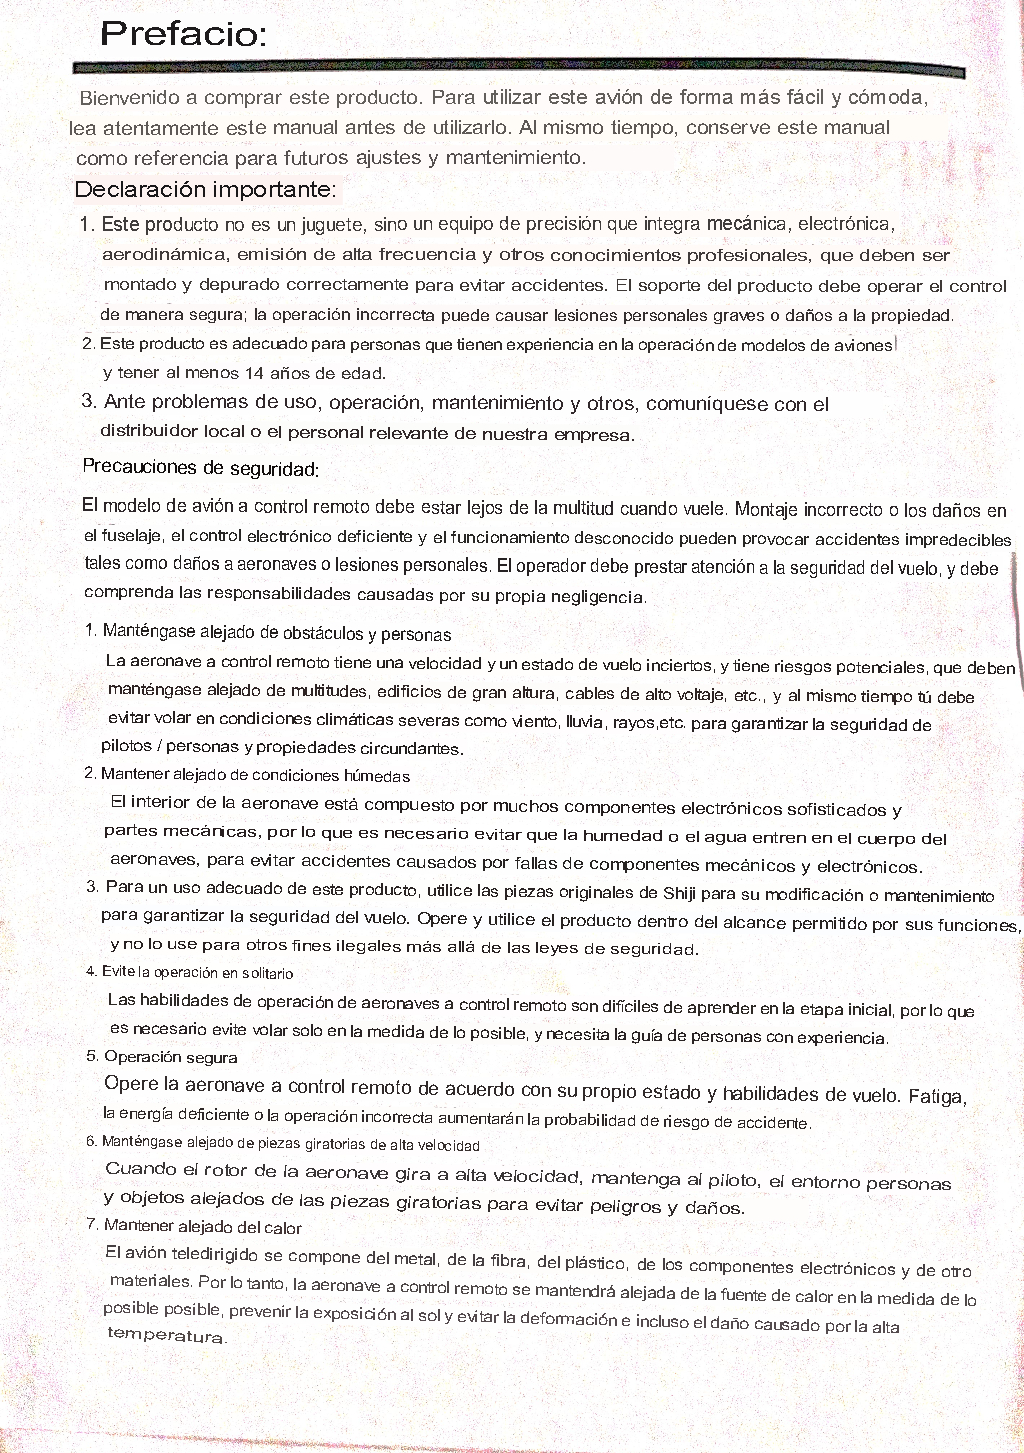 Prefacio:
Bienvenido a comprar este producto. Para utilizar este avión de forma más fácil y cómoda,
lea atentamente este manual antes de utilizarlo. Al mismo tiempo, conserve este manual
como referencia para futuros ajustes y mantenimiento.
Declaración importante:
1. Este producto no es un juguete, sino un equipo de precisión que integra mecánica, electrónica,
aerodinámica, emisión de alta frecuencia y otros conocimientos profesionales, que deben ser
montado y depurado correctamente para evitar accidentes. El soporte del producto debe operar el control
de manera segura; la operación incorrecta puede causar lesiones personales graves o daños a la propiedad.
2. Este producto es adecuado para personas que tienen experiencia en la operación de modelos de aviones
y tener al menos 14 años de edad.
3. Ante problemas de uso, operación, mantenimiento y otros, comuníquese con el
distribuidor local o el personal relevante de nuestra empresa.
Precauciones de seguridad:
El modelo de avión a control remoto debe estar lejos de la multitud cuando vuele. Montaje incorrecto o los daños en
el fuselaje, el control electrónico deficiente y el funcionamiento desconocido pueden provocar accidentes impredecibles
tales como daños a aeronaves o lesiones personales. El operador debe prestar atención a la seguridad del vuelo, y debe
comprenda las responsabilidades causadas por su propia negligencia.
1. Manténgase alejado de obstáculos y personas
La aeronave a control remoto tiene una velocidad y un estado de vuelo inciertos, y tiene riesgos potenciales, que deben
manténgase alejado de multitudes, edificios de gran altura, cables de alto voltaje, etc., y al mismo tiempo tú debe
evitar volar en condiciones climáticas severas como viento, lluvia, rayos,etc. para garantizar la seguridad de
pilotos / personas y propiedades circundantes.
2. Mantener alejado de condiciones húmedas
El interior de la aeronave está compuesto por muchos componentes electrónicos sofisticados y
partes mecánicas, por lo que es necesario evitar que la humedad o el agua entren en el cuerpo del
aeronaves, para evitar accidentes causados por fallas de componentes mecánicos y electrónicos.
3. Para un uso adecuado de este producto, utilice las piezas originales de Shiji para su modificación o mantenimiento
para garantizar la seguridad del vuelo. Opere y utilice el producto dentro del alcance permitido por sus funciones,
y no lo use para otros fines ilegales más allá de las leyes de seguridad.
4. Evite la operación en solitario
Las habilidades de operación de aeronaves a control remoto son difíciles de aprender en la etapa inicial, por lo que
es necesario evite volar solo en la medida de lo posible, y necesita la guía de personas con experiencia.
5. Operación segura
Opere la aeronave a control remoto de acuerdo con su propio estado y habilidades de vuelo. Fatiga,
la energía deficiente o la operación incorrecta aumentarán la probabilidad de riesgo de accidente.
6. Manténgase alejado de piezas giratorias de alta velocidad
Cuando el rotor de la aeronave gira a alta velocidad, mantenga al piloto, el entorno personas
y objetos alejados de las piezas giratorias para evitar peligros y daños.
7. Mantener alejado del calor
El avión teledirigido se compone del metal, de la fibra, del plástico, de los componentes electrónicos y de otro
materiales. Por lo tanto, la aeronave a control remoto se mantendrá alejada de la fuente de calor en la medida de lo
posible posible, prevenir la exposición al sol y evitar la deformación e incluso el daño causado por la alta
temperatura.